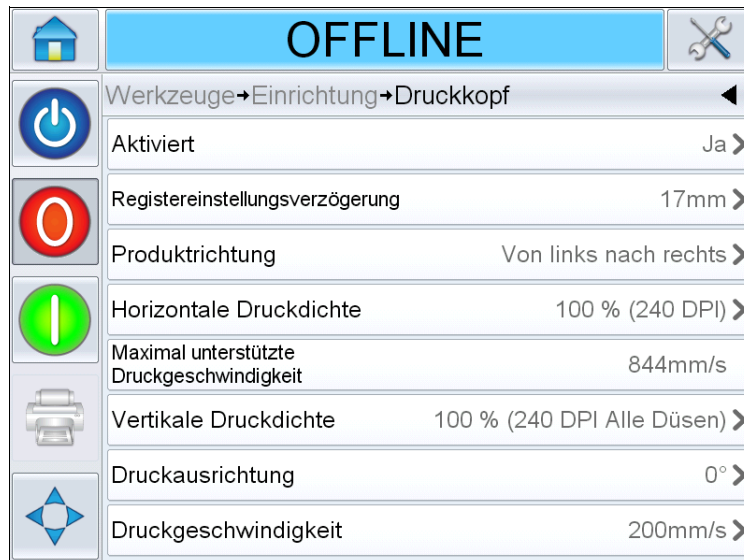 OFFLINE
Werkzeuge→Einrichtung→Druckkopf
Aktiviert Ja
Registereinstellungsverzögerung 17mm
Produktrichtung Von links nach rechts
Horizontale Druckdichte 100 % (240 DPI)
Maximal unterstützte
Druckgeschwindigkeit 844mm/s
Vertikale Druckdichte 100 % (240 DPI Alle Düsen)
Druckausrichtung 0°
Druckgeschwindigkeit 200mm/s